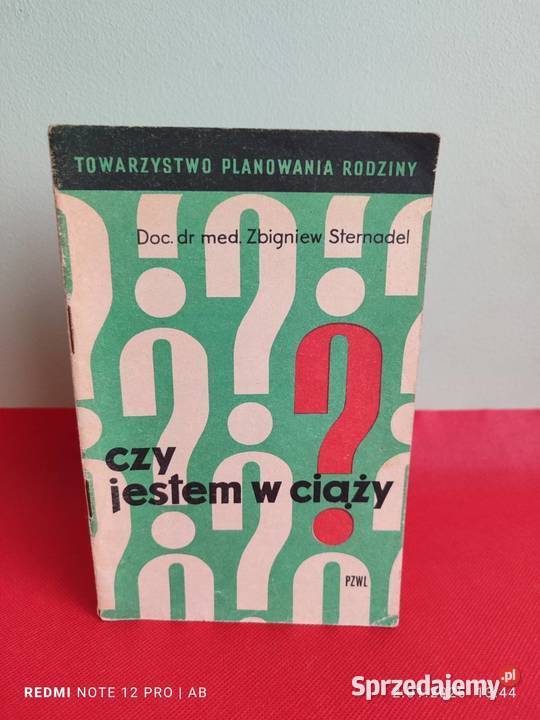 TOWARZYSTWO PLANOWANIA RODZINY
Doc. dr med. Zbigniew Sternadel
czy
jestem w ciąży
?
PZWL
REDMI NOTE 12 PRO | AB
Sprzedajemy.pl